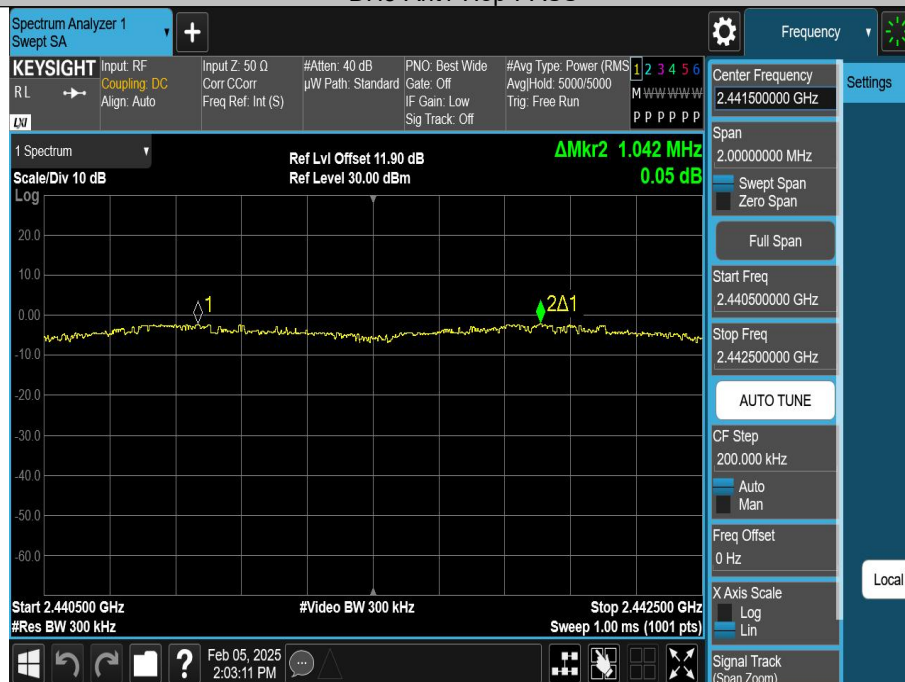 Spectrum Analyzer 1
Swept SA
+
Frequency
KEYSIGHT
RL
LXI
Input: RF
Coupling: DC
Align: Auto
Input Z: 50 Ω
Corr CCorr
Freq Ref: Int (S)
#Atten: 40 dB
µW Path: Standard
PNO: Best Wide
Gate: Off
IF Gain: Low
Sig Track: Off
#Avg Type: Power (RMS
Avg|Hold: 5000/5000
Trig: Free Run
1 2 3 4 5 6
M W W W W W
P P P P P P
Center Frequency
2.441500000 GHz
Settings
1 Spectrum
Scale/Div 10 dB
Log
Ref Lvl Offset 11.90 dB
Ref Level 30.00 dBm
ΔMkr2 1.042 MHz
0.05 dB
20.0
10.0
0.00
-10.0
-20.0
-30.0
-40.0
-50.0
-60.0
1
2Δ1
Start 2.440500 GHz
#Res BW 300 kHz
#Video BW 300 kHz
Stop 2.442500 GHz
Sweep 1.00 ms (1001 pts)
Span
2.00000000 MHz
Swept Span
Zero Span
Full Span
Start Freq
2.440500000 GHz
Stop Freq
2.442500000 GHz
AUTO TUNE
CF Step
200.000 kHz
Auto
Man
Freq Offset
0 Hz
X Axis Scale
Log
Lin
Signal Track
(Span Zoom)
Local
?
Feb 05, 2025
2:03:11 PM